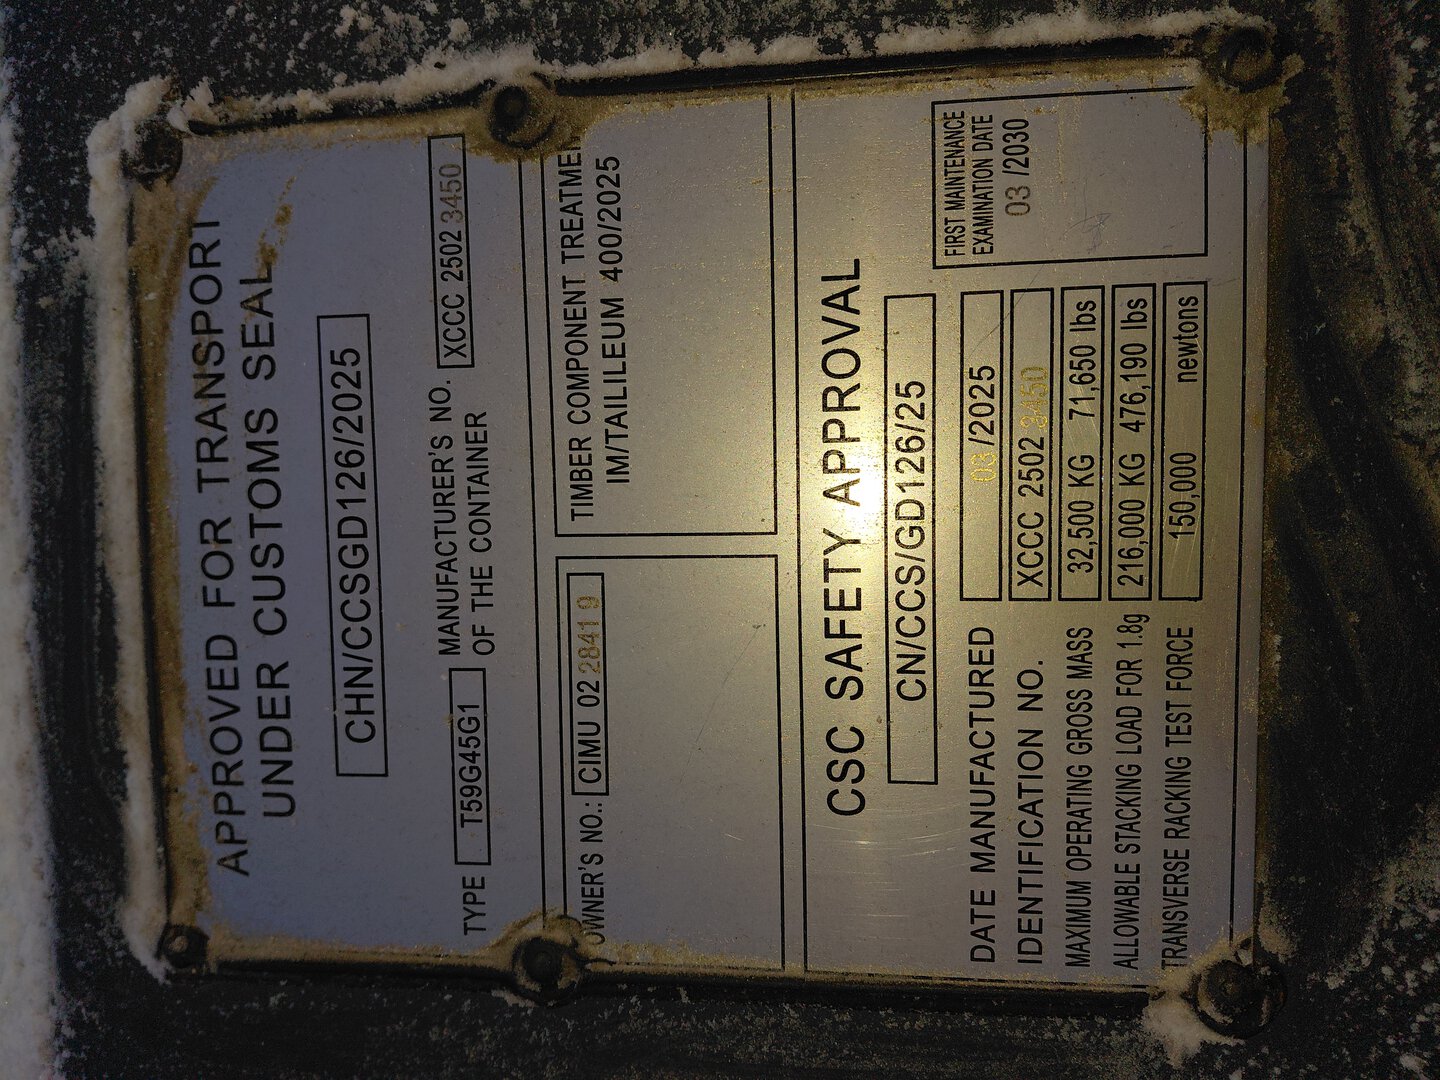 APPROVED FOR TRANSPORT
UNDER CUSTOMS SEAL
CHN/CCSGD126/2025
TYPE T59G45G1 MANUFACTURER'S NO. XCCC 2502 3450
OF THE CONTAINER
OWNER'S NO.: CIMU 02 2841 9
TIMBER COMPONENT TREATMEN
IM/TAILILEUM 400/2025
CSC SAFETY APPROVAL
CN/CCS/GD126/25
DATE MANUFACTURED 03 /2025
IDENTIFICATION NO. XCCC 2502 3450
MAXIMUM OPERATING GROSS MASS 32,500 KG 71,650 lbs
ALLOWABLE STACKING LOAD FOR 1.8g 216,000 KG 476,190 lbs
TRANSVERSE RACKING TEST FORCE 150,000 newtons
FIRST MAINTENANCE
EXAMINATION DATE
03 /2030